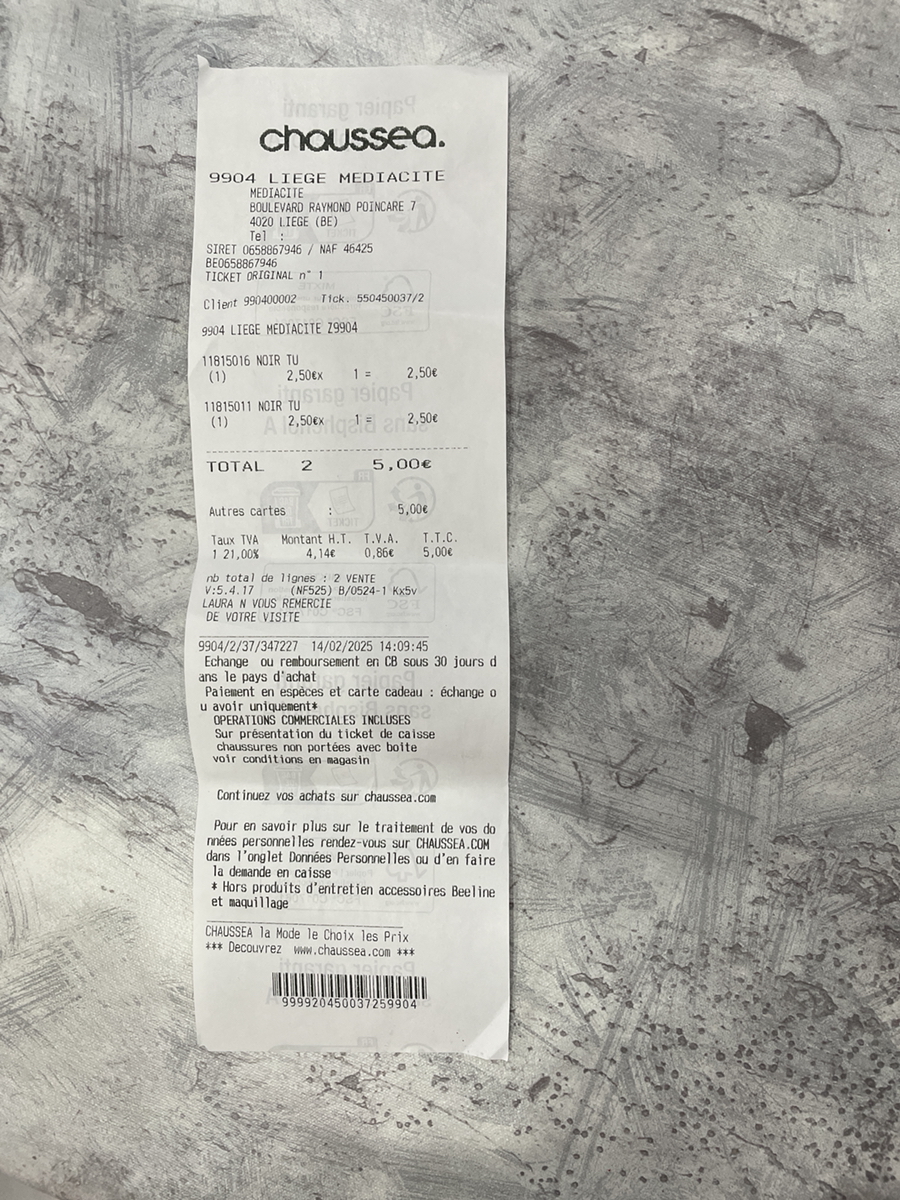 chaussea.
9904 LIEGE MEDIACITE
MEDIACITE
BOULEVARD RAYMOND POINCARE 7
4020 LIEGE (BE)
Tel :
SIRET 0658867946 / NAF 46425
BE0658867946
TICKET ORIGINAL n° 1
Client 990400002 Tick. 550450037/2
9904 LIEGE MEDIACITE Z9904
11815016 NOIR TU
(1) 2,50€x 1 = 2,50€
11815011 NOIR TU
(1) 2,50€x 1 = 2,50€
TOTAL 2 5,00€
Autres cartes : 5,00€
Taux TVA Montant H.T. T.V.A. T.T.C.
1 21,00% 4,14€ 0,86€ 5,00€
nb total de lignes : 2 VENTE
V:5.4.17 (NF525) B/0524-1 Kx5v
LAURA N VOUS REMERCIE
DE VOTRE VISITE
9904/2/37/347227 14/02/2025 14:09:45
Echange ou remboursement en CB sous 30 jours d
ans le pays d'achat
Paiement en espèces et carte cadeau : échange o
u avoir uniquement*
OPERATIONS COMMERCIALES INCLUSES
Sur présentation du ticket de caisse
chaussures non portées avec boite
voir conditions en magasin
Continuez vos achats sur chaussea.com
Pour en savoir plus sur le traitement de vos do
nnées personnelles rendez-vous sur CHAUSSEA.COM
dans l'onglet Données Personnelles ou d'en faire
la demande en caisse
* Hors produits d'entretien accessoires Beeline
et maquillage
CHAUSSEA la Mode le Choix les Prix
*** Decouvrez www.chaussea.com ***
999920450037259904